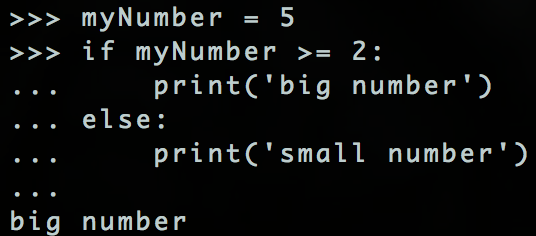 >>> myNumber = 5
>>> if myNumber >= 2:
...     print('big number')
... else:
...     print('small number')
...
big number